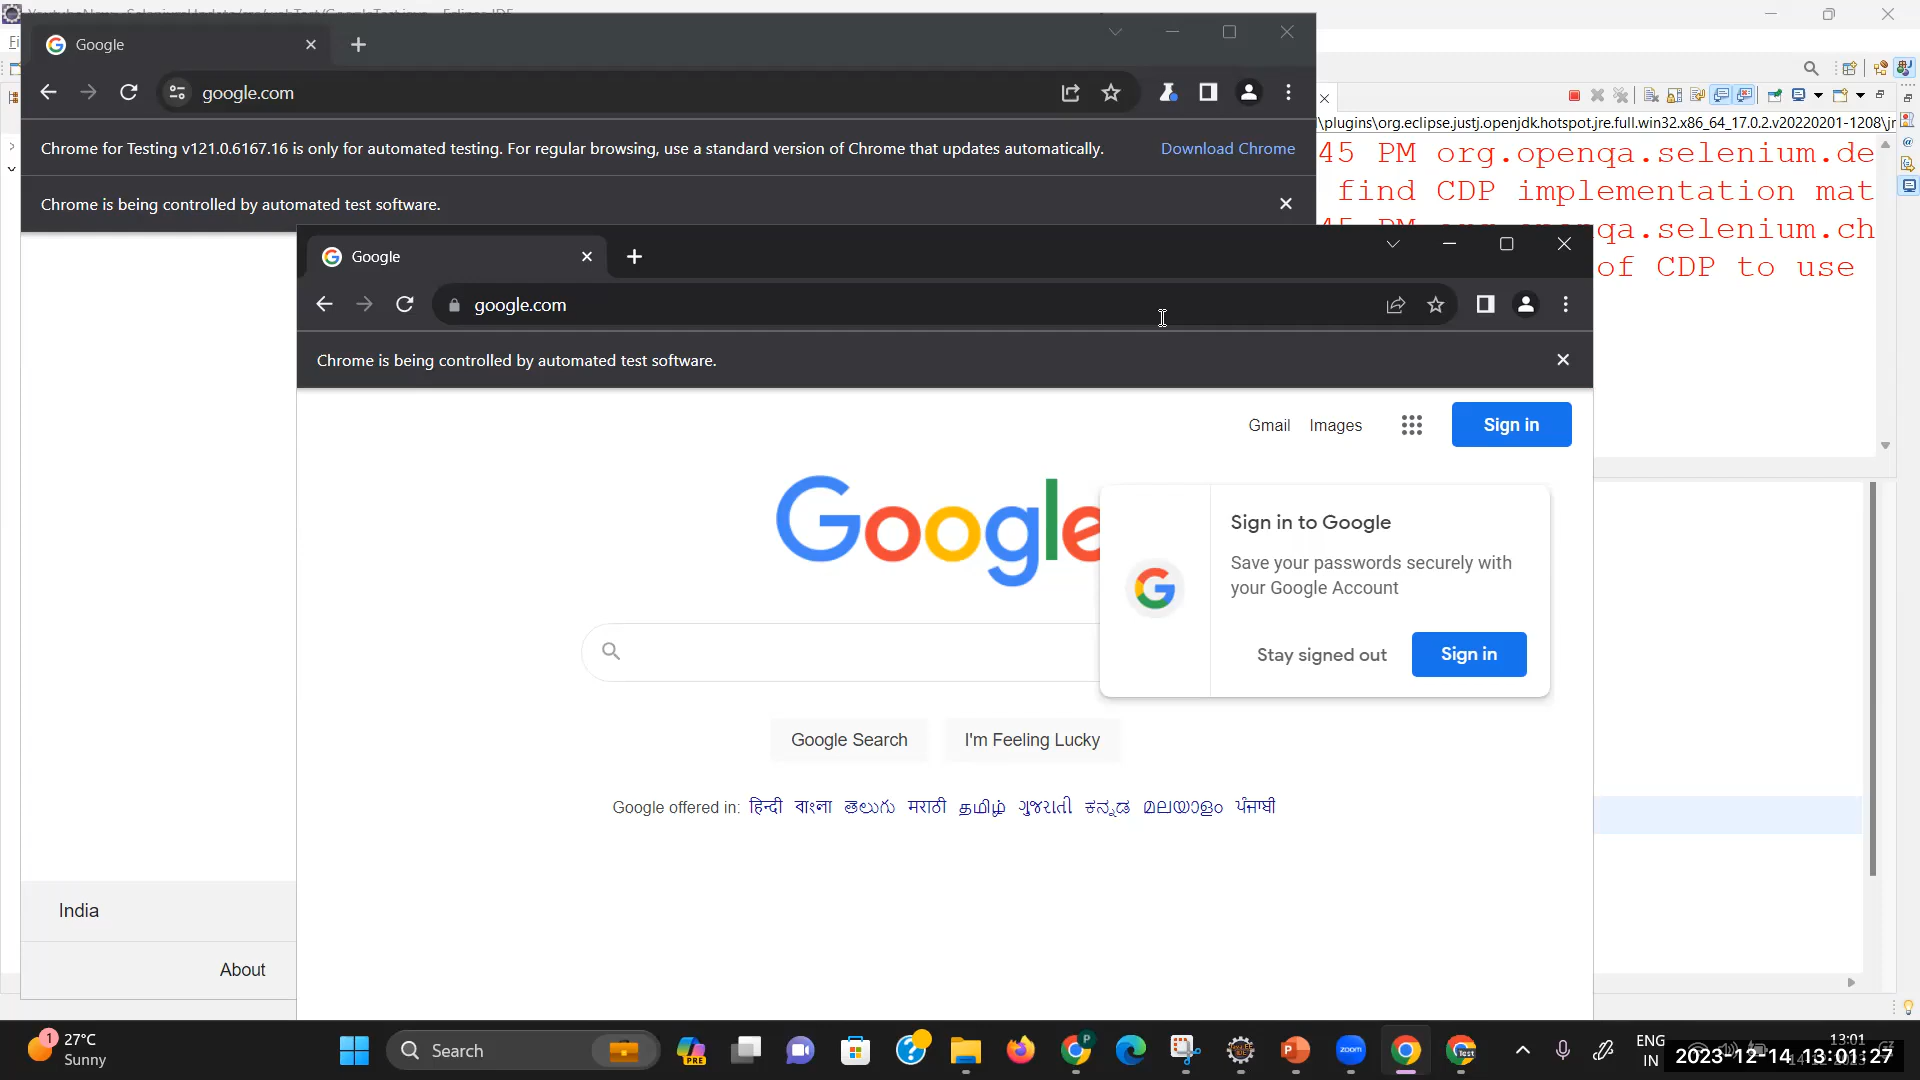 Google
google.com
Chrome for Testing v121.0.6167.16 is only for automated testing. For regular browsing, use a standard version of Chrome that updates automatically.
Download Chrome
Chrome is being controlled by automated test software.
\plugins\org.eclipse.justj.openjdk.hotspot.jre.full.win32.x86_64_17.0.2.v20220201-1208\jr
45 PM org.openqa.selenium.de
find CDP implementation mat
qa.selenium.ch
of CDP to use
Google
google.com
Chrome is being controlled by automated test software.
Gmail Images
Sign in
Google
Sign in to Google
Save your passwords securely with
your Google Account
Stay signed out
Sign in
Google Search
I'm Feeling Lucky
Google offered in: हिन्दी বাংলা తెలుగు मराठी தமிழ் ગુજરાતી ಕನ್ನಡ മലയാളം ਪੰਜਾਬੀ
India
About
1
27°C
Sunny
Search
PRE
zoom
Test
ENG
IN
13:01
2023-12-14 13:01:27